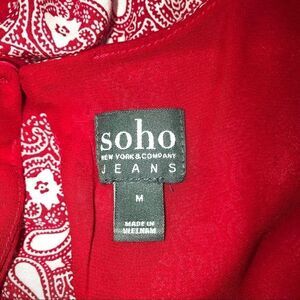 soho
NEW YORK & COMPANY
JEANS
M
MADE IN
VIETNAM